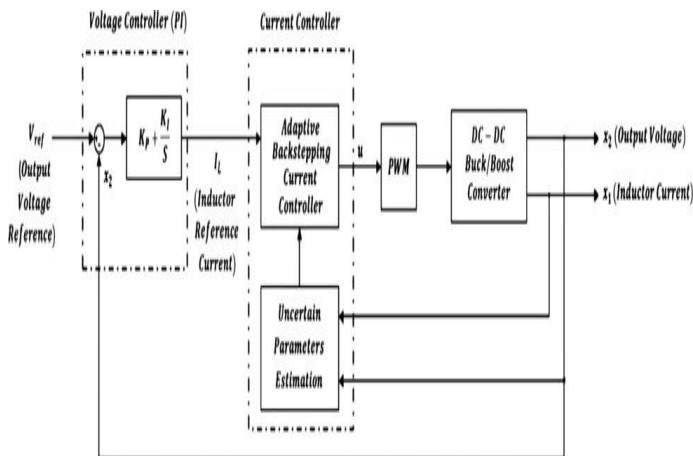 Voltage Controller (PI)
Current Controller
V_ref
(Output
Voltage
Reference)
x_2
K_P + K_I/S
I_L
(Inductor
Reference
Current)
Adaptive
Backstepping
Current
Controller
u
PWM
DC – DC
Buck/Boost
Converter
x_2 (Output Voltage)
x_1 (Inductor Current)
Uncertain
Parameters
Estimation